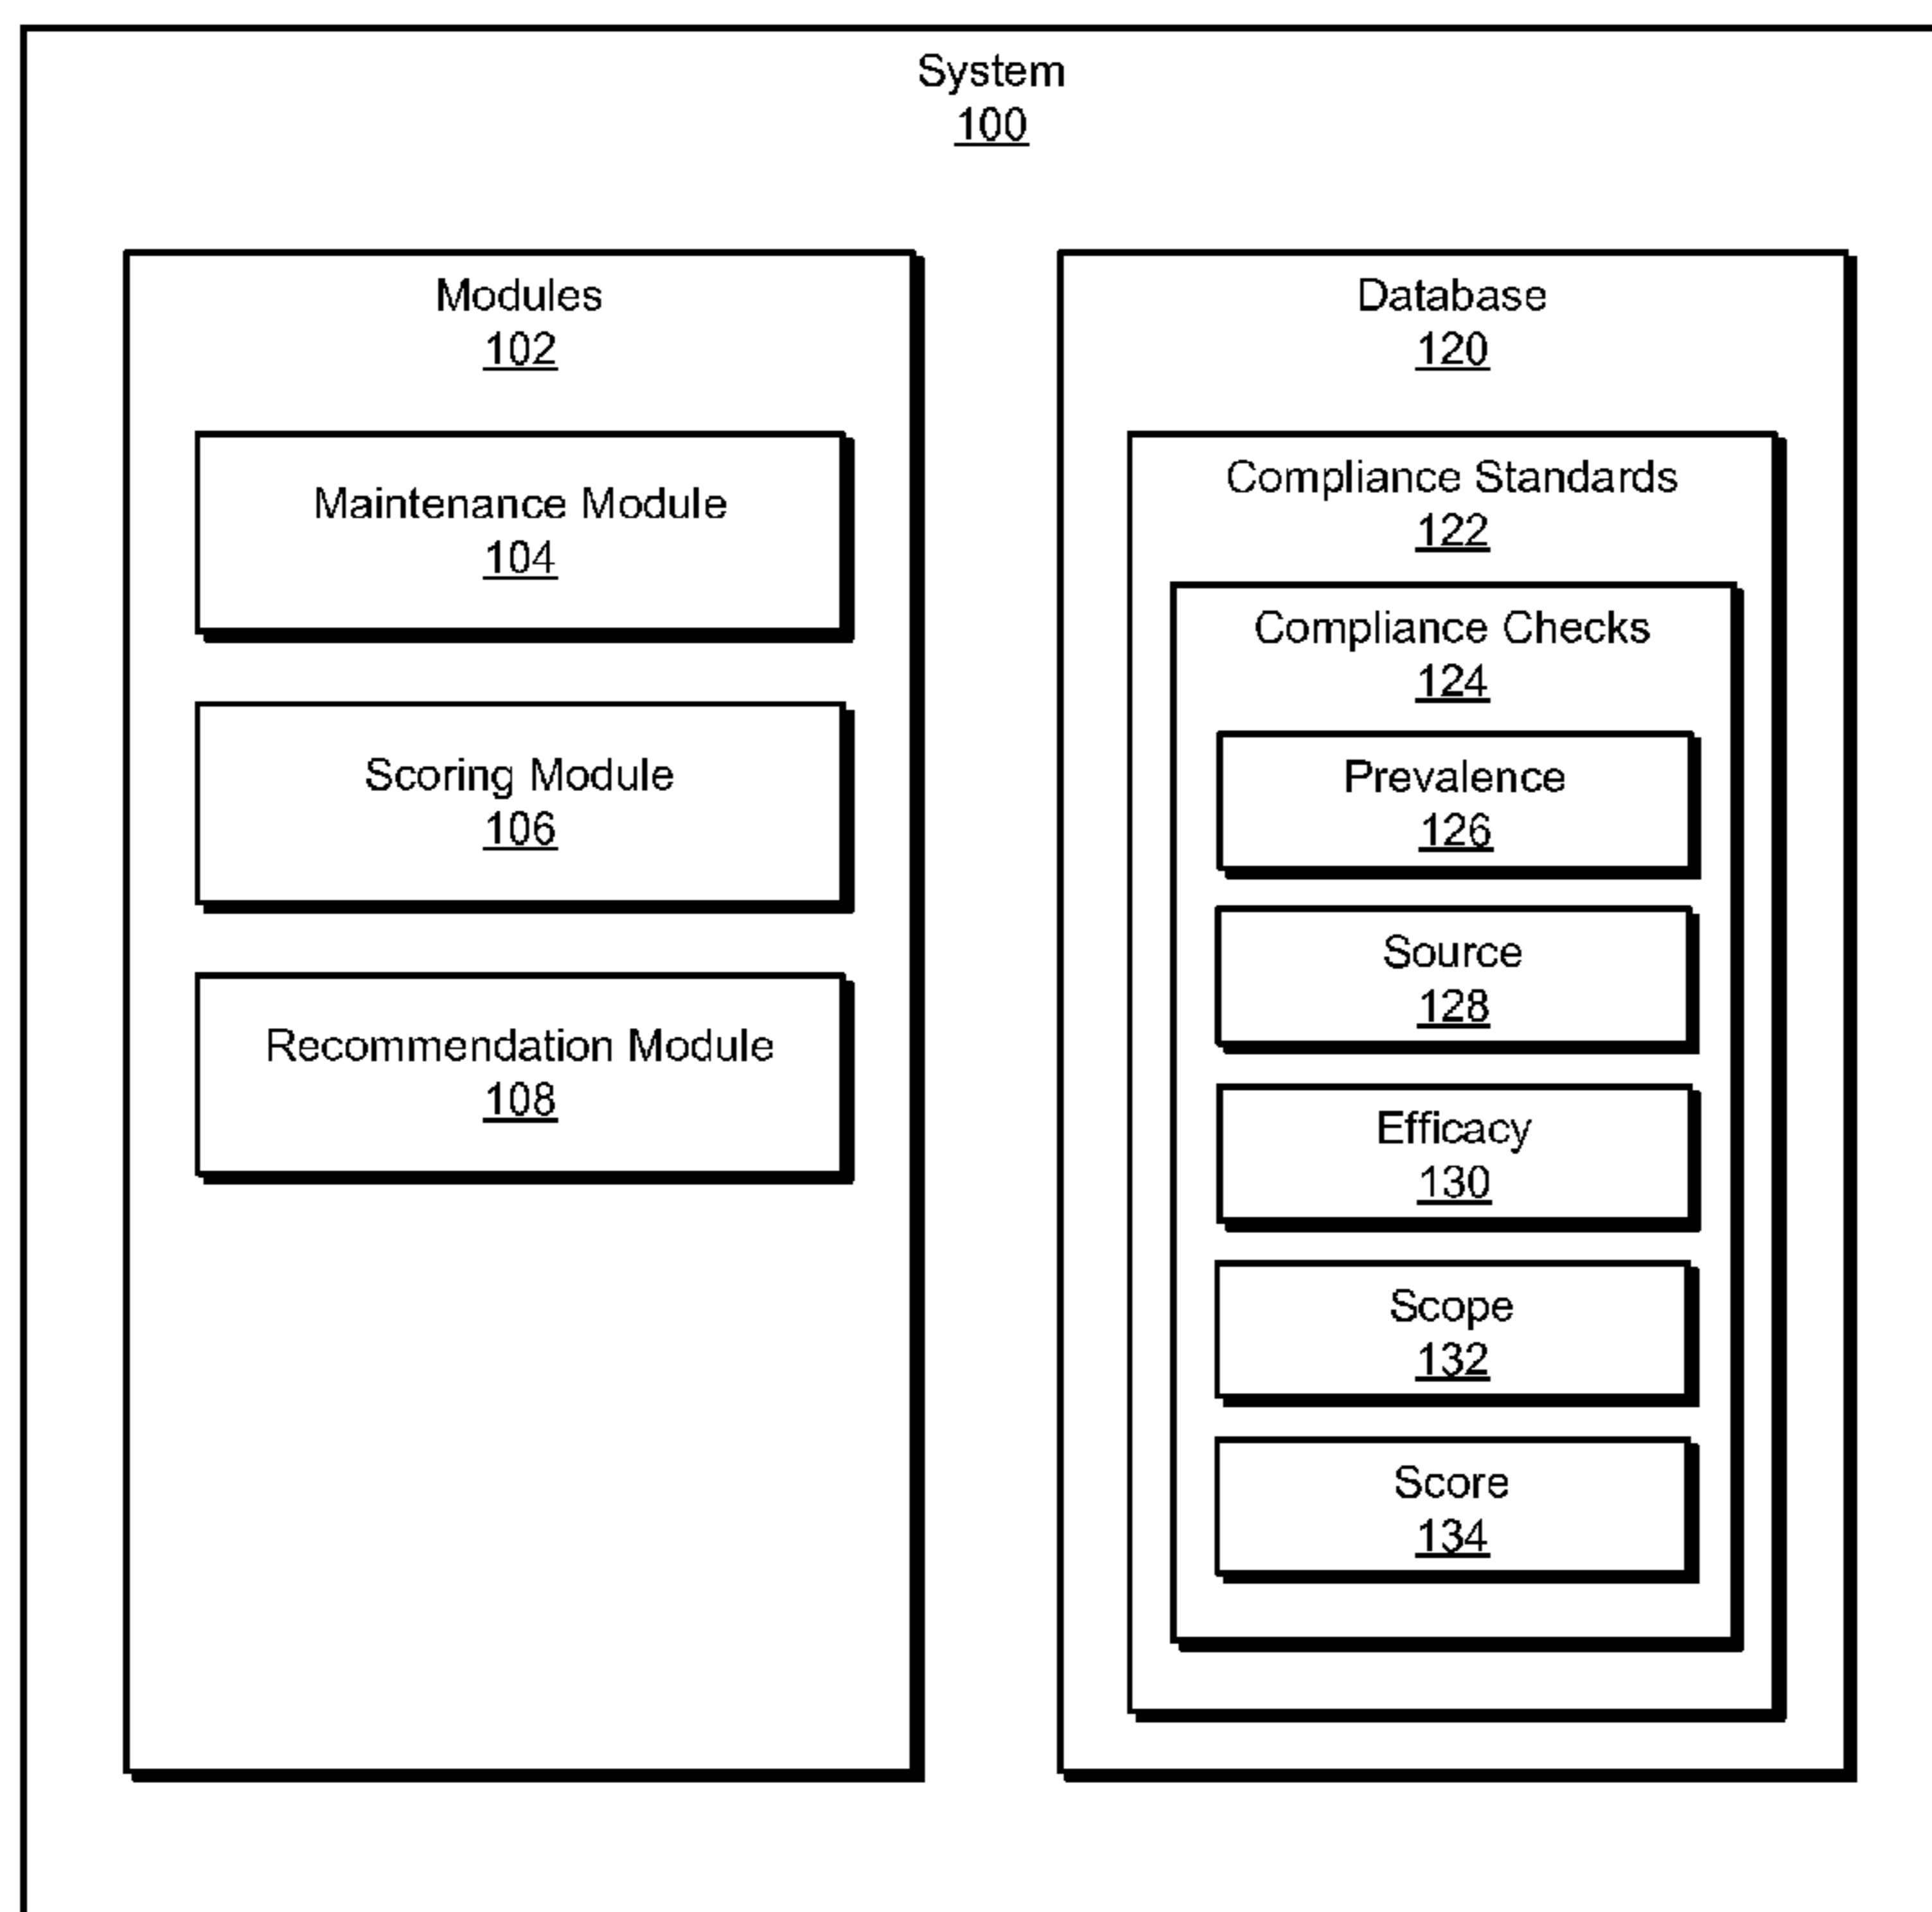 System
100
Modules
102
Maintenance Module
104
Scoring Module
106
Recommendation Module
108
Database
120
Compliance Standards
122
Compliance Checks
124
Prevalence
126
Source
128
Efficacy
130
Scope
132
Score
134